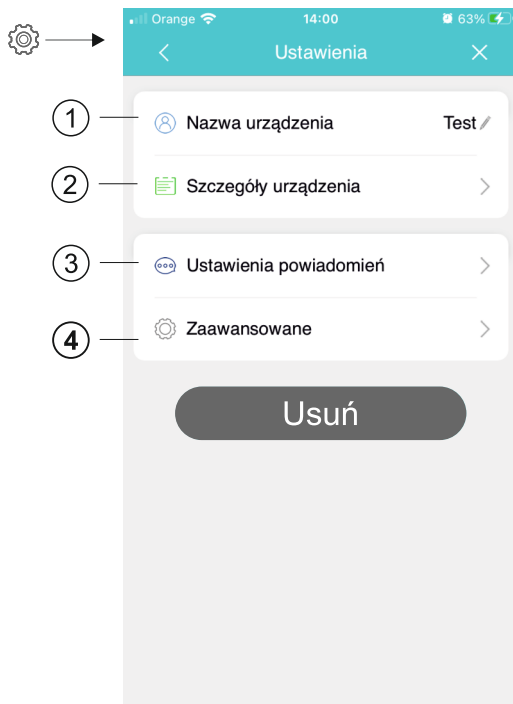 Orange 14:00 63%
Ustawienia
1 Nazwa urządzenia Test
2 Szczegóły urządzenia
3 Ustawienia powiadomień
4 Zaawansowane
Usuń